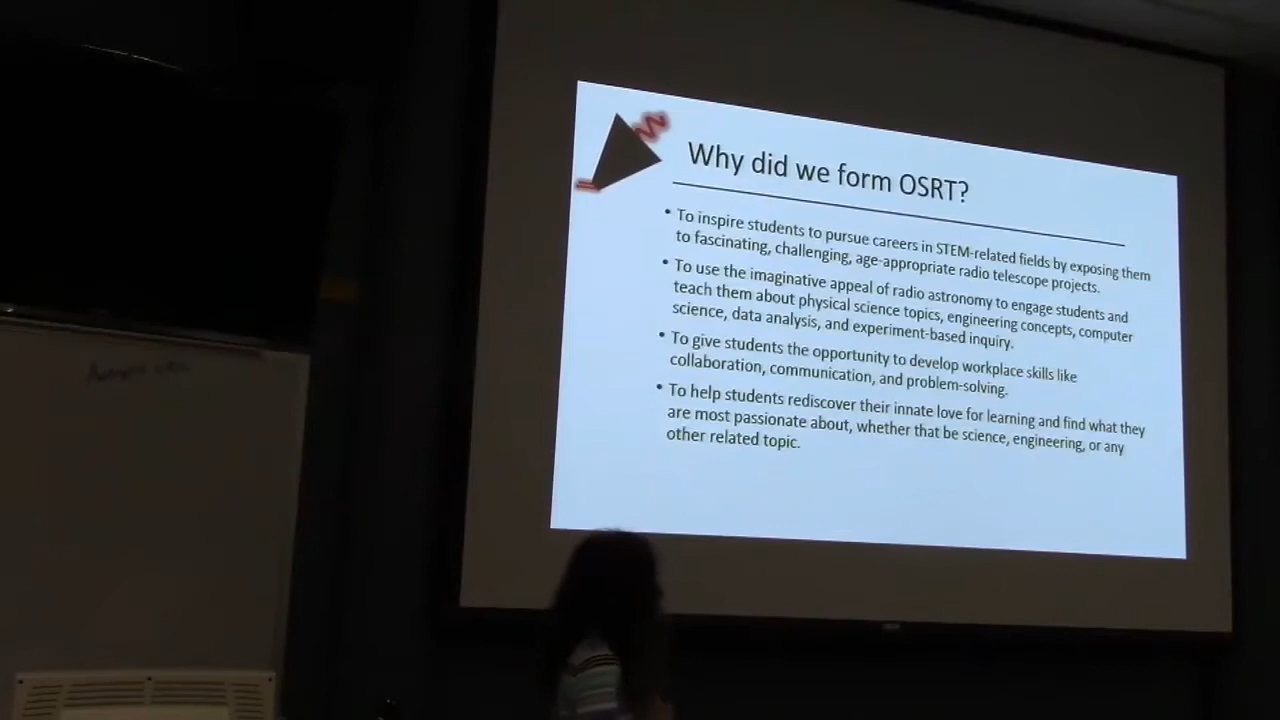 Why did we form OSRT?
• To inspire students to pursue careers in STEM-related fields by exposing them
to fascinating, challenging, age-appropriate radio telescope projects.
• To use the imaginative appeal of radio astronomy to engage students and
teach them about physical science topics, engineering concepts, computer
science, data analysis, and experiment-based inquiry.
• To give students the opportunity to develop workplace skills like
collaboration, communication, and problem-solving.
• To help students rediscover their innate love for learning and find what they
are most passionate about, whether that be science, engineering, or any
other related topic.